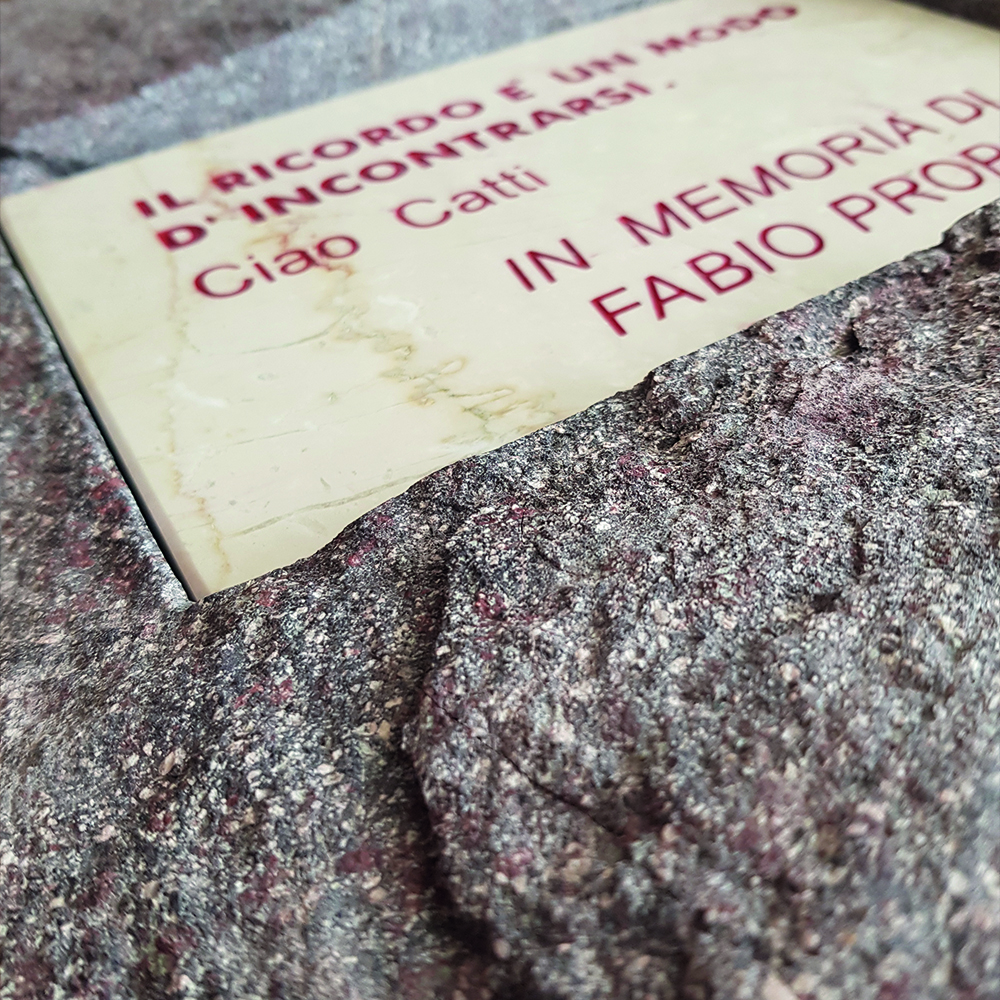 IL RICORDO È UN MODO
D'INCONTRARSI.
Ciao Catti
IN MEMORIA DI
FABIO